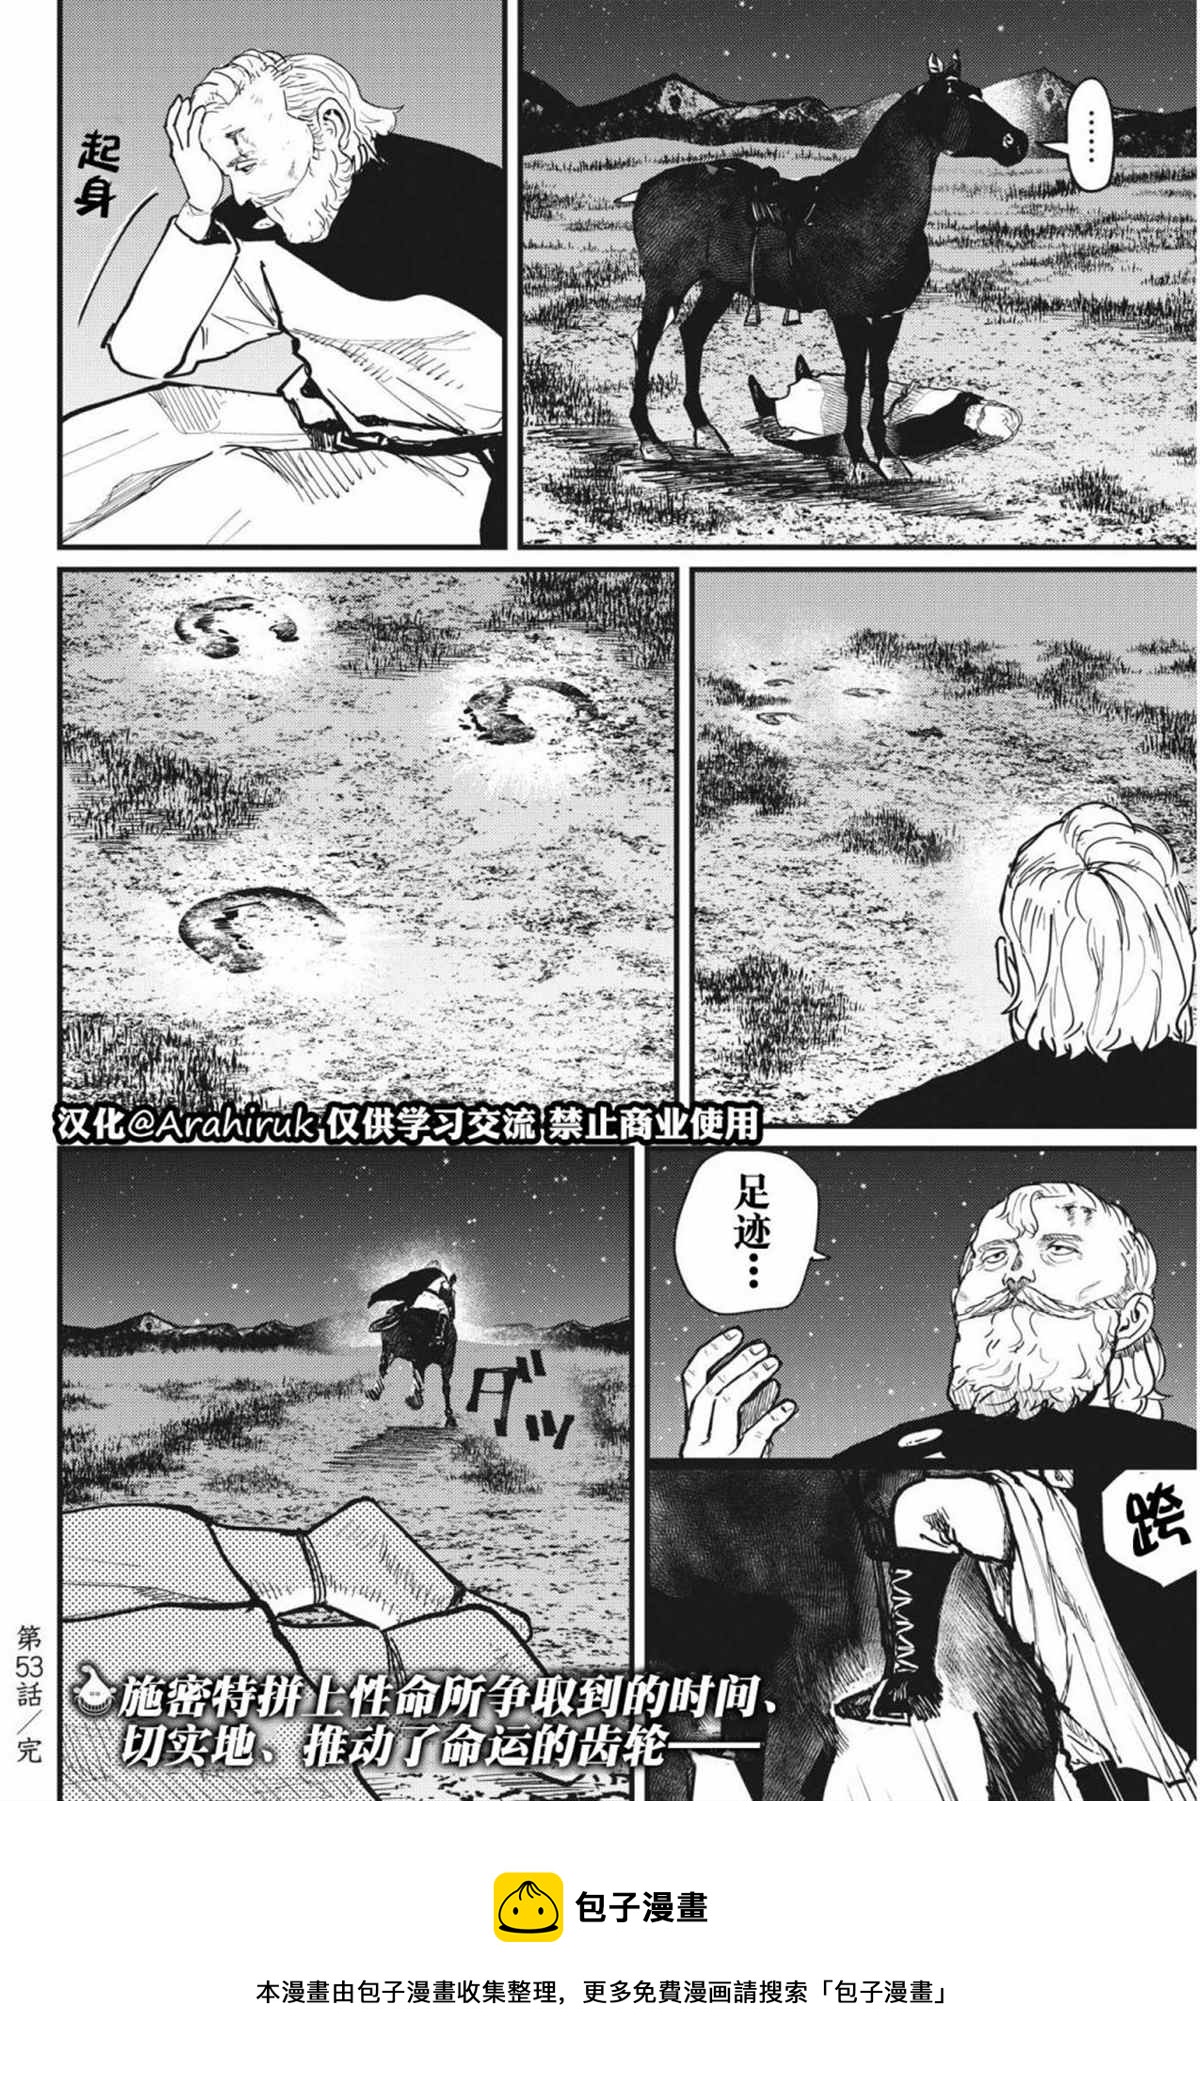 ……
起身
汉化@Arahiruk 仅供学习交流 禁止商业使用
足迹…
跨
ダダッ
施密特拼上性命所争取到的时间、
切实地、推动了命运的齿轮——
第53話／完
包子漫畫
本漫畫由包子漫畫收集整理，更多免費漫画請搜索「包子漫畫」